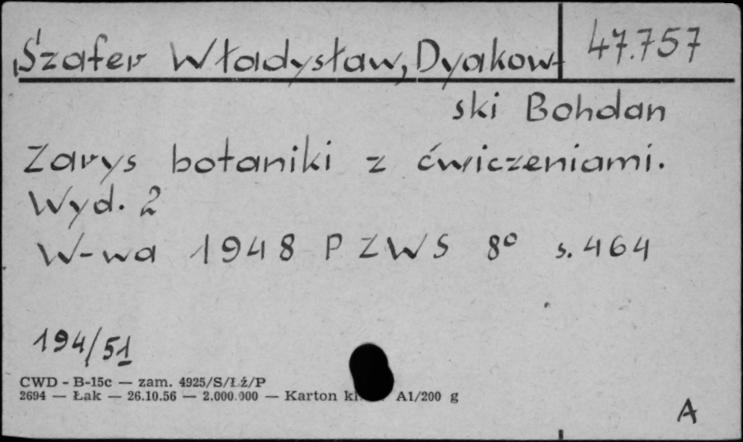 Szafer Władysław, Dyakow- 47.757
ski Bohdan
Zarys botaniki z ćwiczeniami.
Wyd. 2
W-wa 1948 PZWS 8° s. 464
194/51
CWD - B-15c — zam. 4925/S/Lż/P
2694 — Łak — 26.10.56 — 2.000.000 — Karton A1/200 g
A